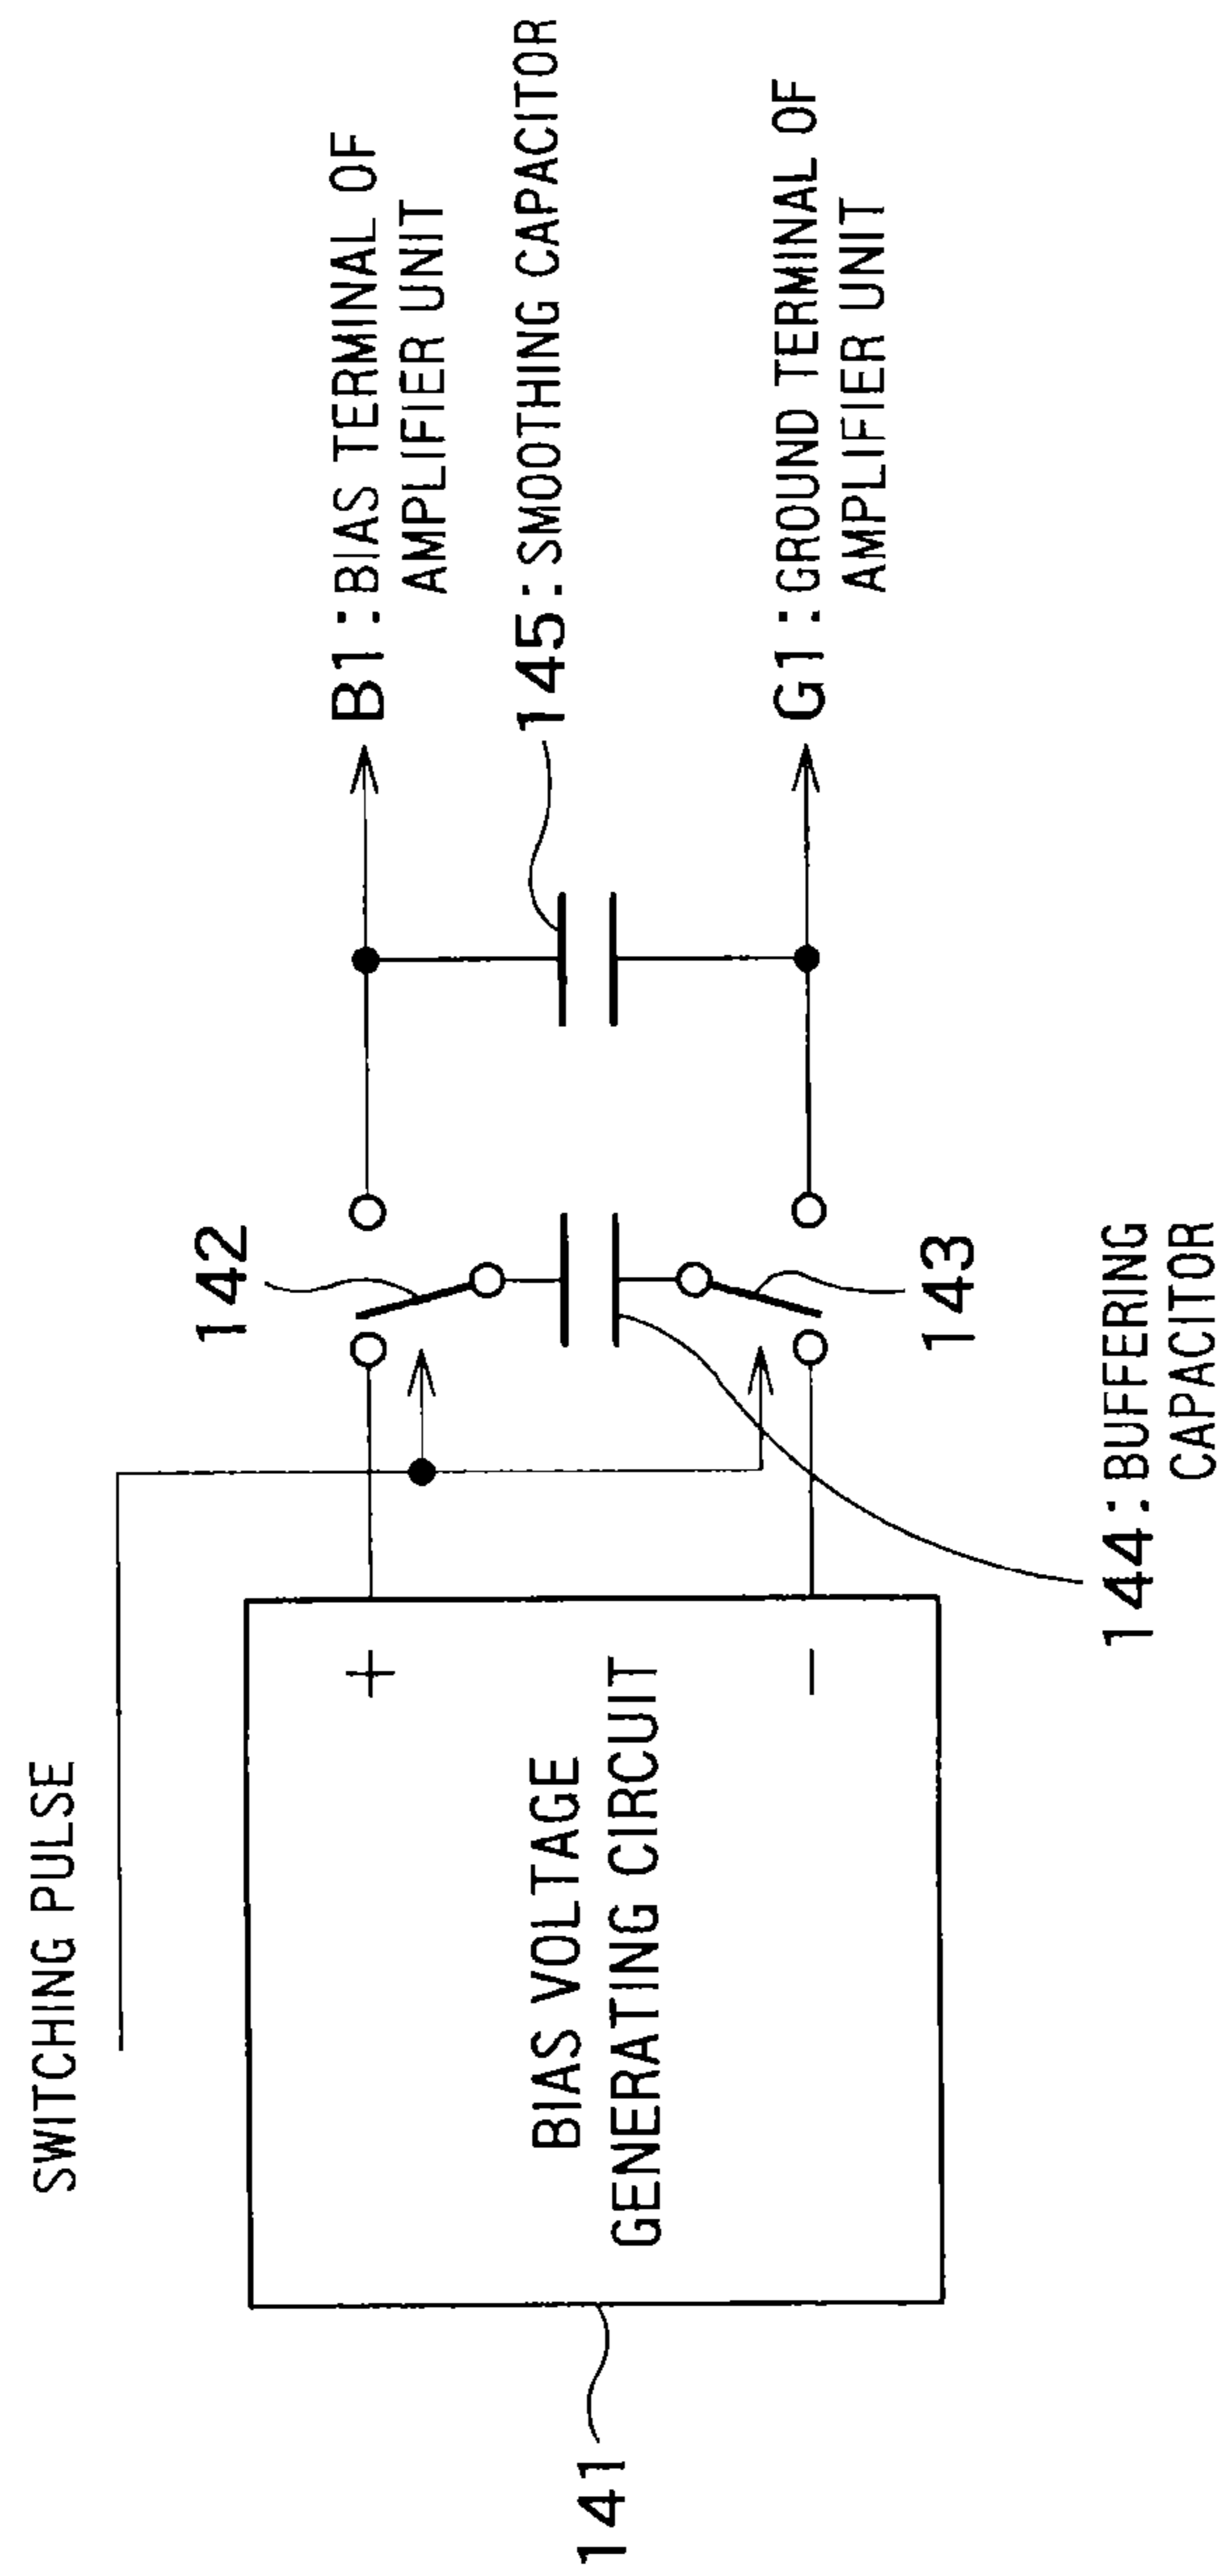 SWITCHING PULSE
141
BIAS VOLTAGE
GENERATING CIRCUIT
+
−
142
143
144:BUFFERING
CAPACITOR
B1:BIAS TERMINAL OF
AMPLIFIER UNIT
145:SMOOTHING CAPACITOR
G1:GROUND TERMINAL OF
AMPLIFIER UNIT